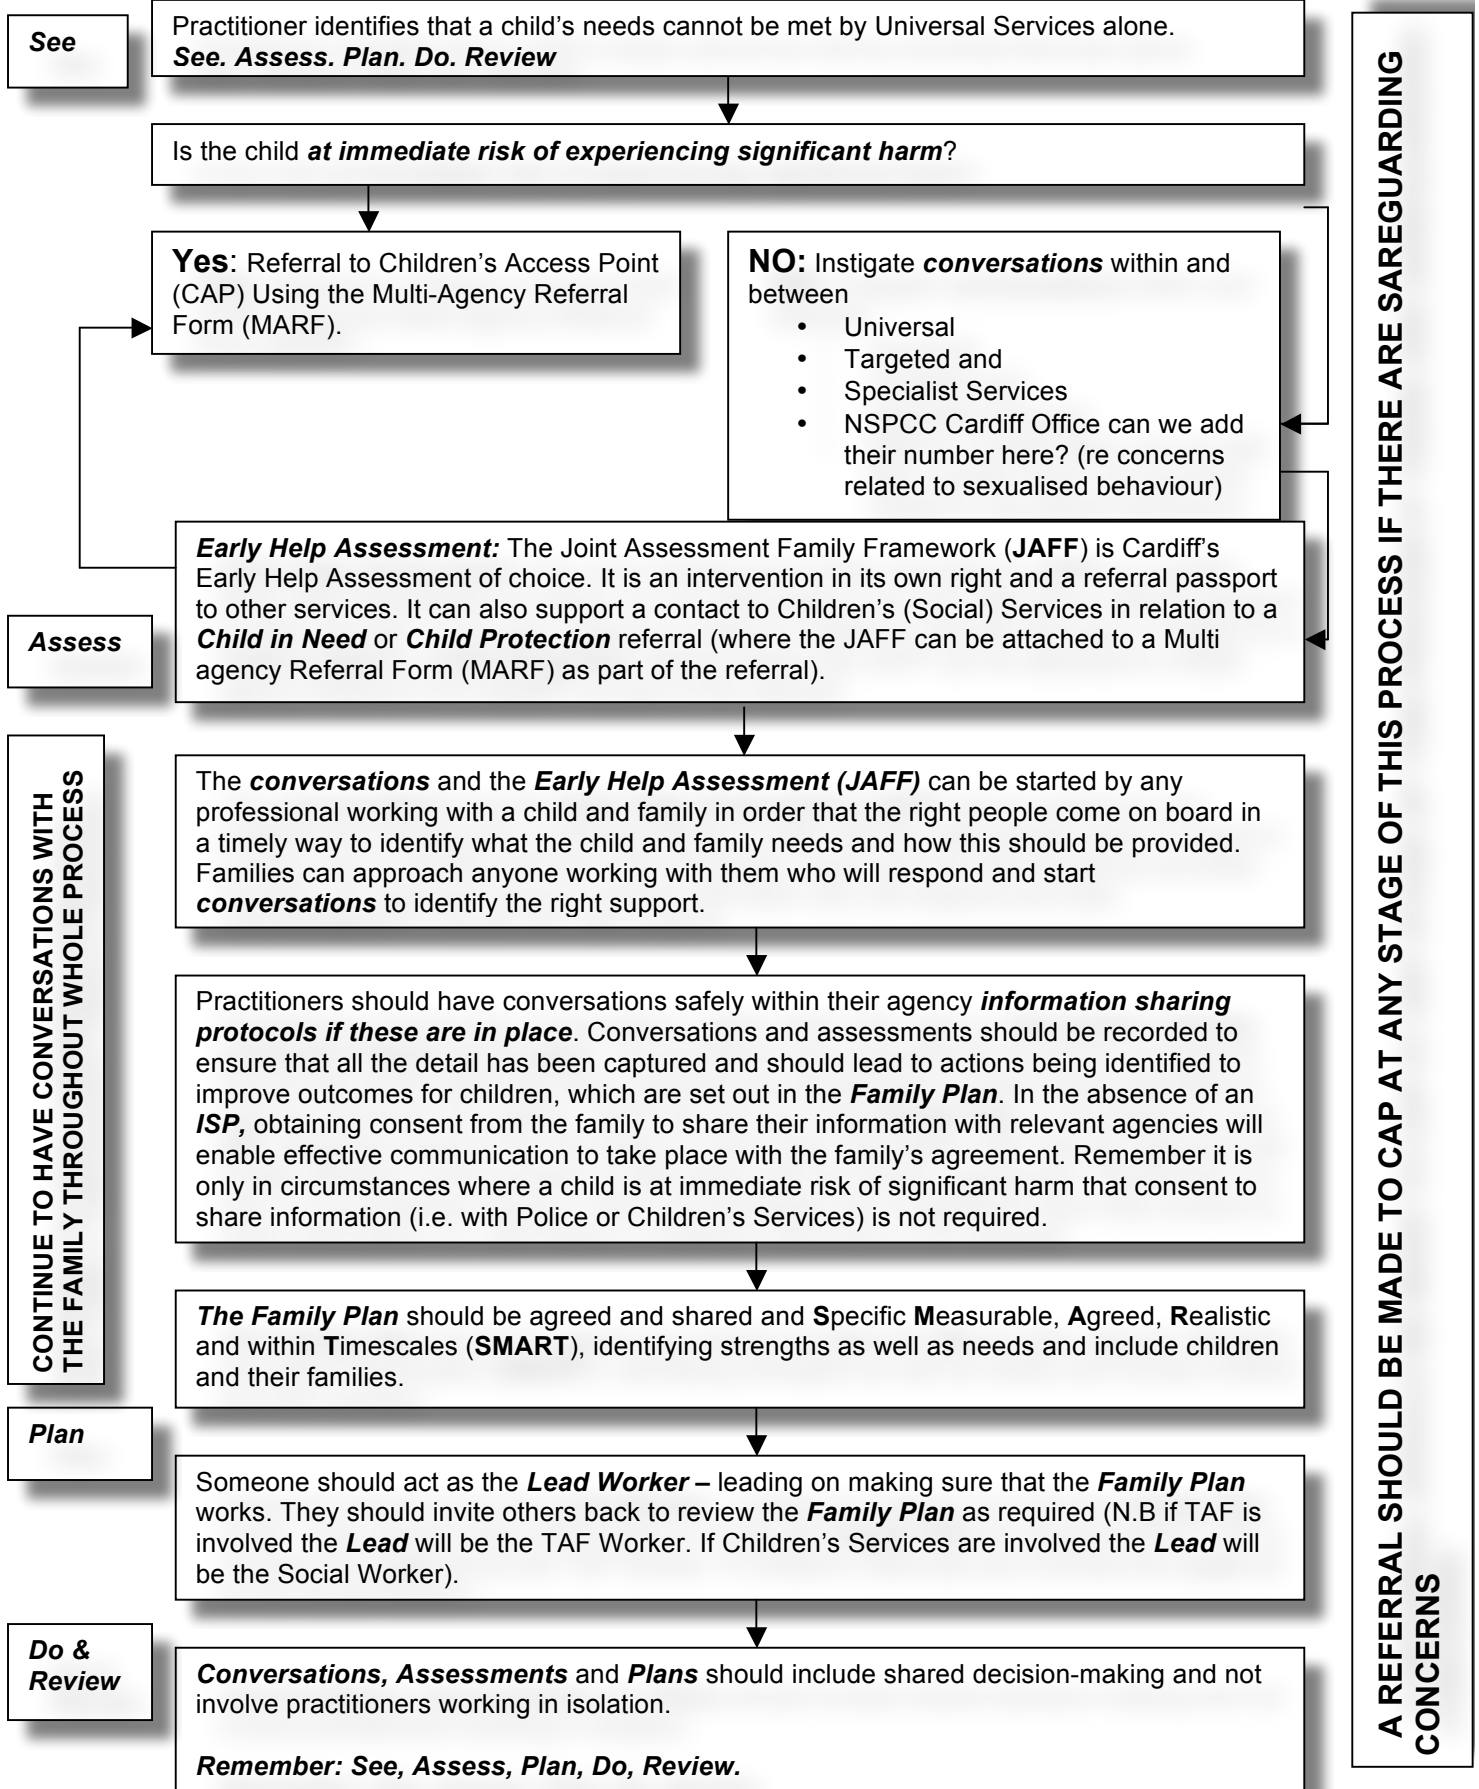 See
Practitioner identifies that a child's needs cannot be met by Universal Services alone.
See. Assess. Plan. Do. Review
Is the child at immediate risk of experiencing significant harm?
Yes: Referral to Children's Access Point
(CAP) Using the Multi-Agency Referral
Form (MARF).
NO: Instigate conversations within and
between
• Universal
• Targeted and
• Specialist Services
• NSPCC Cardiff Office can we add
their number here? (re concerns
related to sexualised behaviour)
Assess
Early Help Assessment: The Joint Assessment Family Framework (JAFF) is Cardiff's
Early Help Assessment of choice. It is an intervention in its own right and a referral passport
to other services. It can also support a contact to Children's (Social) Services in relation to a
Child in Need or Child Protection referral (where the JAFF can be attached to a Multi
agency Referral Form (MARF) as part of the referral).
CONTINUE TO HAVE CONVERSATIONS WITH
THE FAMILY THROUGHOUT WHOLE PROCESS
The conversations and the Early Help Assessment (JAFF) can be started by any
professional working with a child and family in order that the right people come on board in
a timely way to identify what the child and family needs and how this should be provided.
Families can approach anyone working with them who will respond and start
conversations to identify the right support.
Practitioners should have conversations safely within their agency information sharing
protocols if these are in place. Conversations and assessments should be recorded to
ensure that all the detail has been captured and should lead to actions being identified to
improve outcomes for children, which are set out in the Family Plan. In the absence of an
ISP, obtaining consent from the family to share their information with relevant agencies will
enable effective communication to take place with the family's agreement. Remember it is
only in circumstances where a child is at immediate risk of significant harm that consent to
share information (i.e. with Police or Children's Services) is not required.
The Family Plan should be agreed and shared and Specific Measurable, Agreed, Realistic
and within Timescales (SMART), identifying strengths as well as needs and include children
and their families.
Plan
Someone should act as the Lead Worker – leading on making sure that the Family Plan
works. They should invite others back to review the Family Plan as required (N.B if TAF is
involved the Lead will be the TAF Worker. If Children's Services are involved the Lead will
be the Social Worker).
Do &
Review
Conversations, Assessments and Plans should include shared decision-making and not
involve practitioners working in isolation.
Remember: See, Assess, Plan, Do, Review.
A REFERRAL SHOULD BE MADE TO CAP AT ANY STAGE OF THIS PROCESS IF THERE ARE SAREGUARDING
CONCERNS